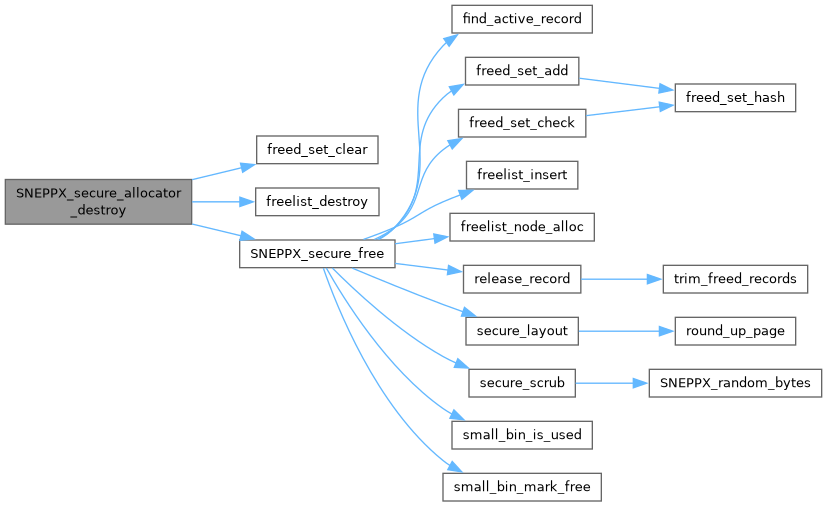 find_active_record
freed_set_add
freed_set_hash
freed_set_check
freed_set_clear
freelist_insert
SNEPPX_secure_allocator
_destroy
freelist_destroy
freelist_node_alloc
SNEPPX_secure_free
release_record
trim_freed_records
secure_layout
round_up_page
secure_scrub
SNEPPX_random_bytes
small_bin_is_used
small_bin_mark_free